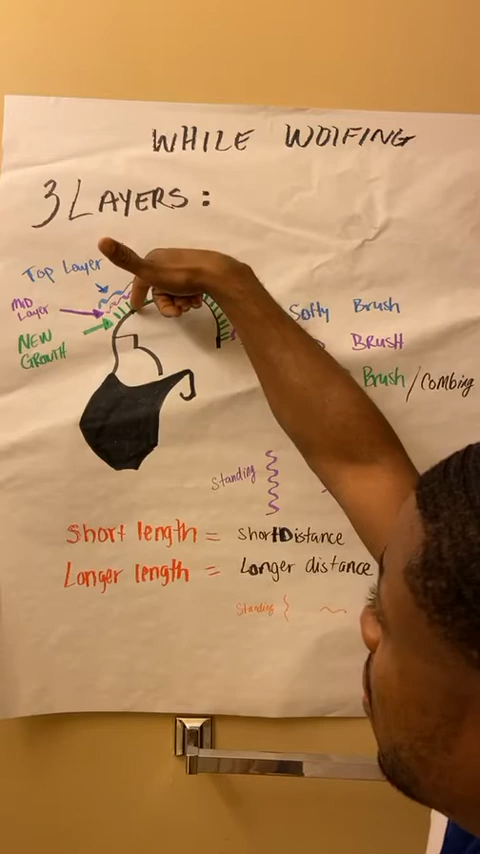 WHILE WOlFING
3 LAYERS:
Top Layer
MID Layer
NEW GROWTH
Softly Brush
BRUSH
Brush/Combing
Standing
Short length = short Distance
Longer length = Longer distance
Standing